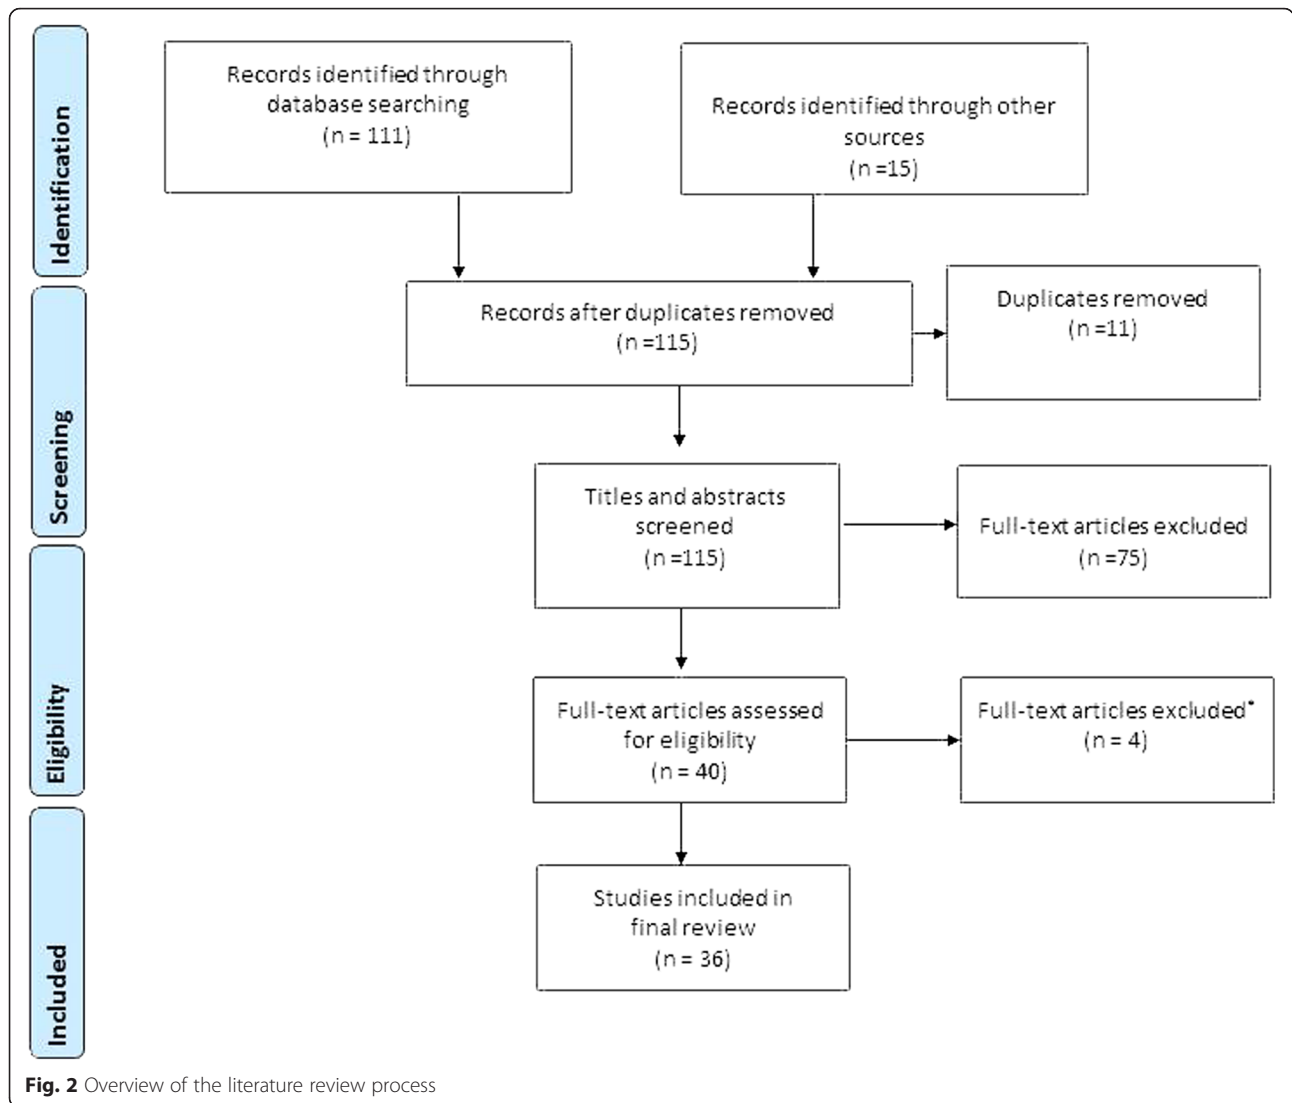 Identification
Records identified through
database searching
(n = 111)
Records identified through other
sources
(n =15)
Screening
Records after duplicates removed
(n =115)
Duplicates removed
(n =11)
Titles and abstracts
screened
(n =115)
Full-text articles excluded
(n =75)
Eligibility
Full-text articles assessed
for eligibility
(n = 40)
Full-text articles excluded*
(n = 4)
Included
Studies included in
final review
(n = 36)
Fig. 2 Overview of the literature review process